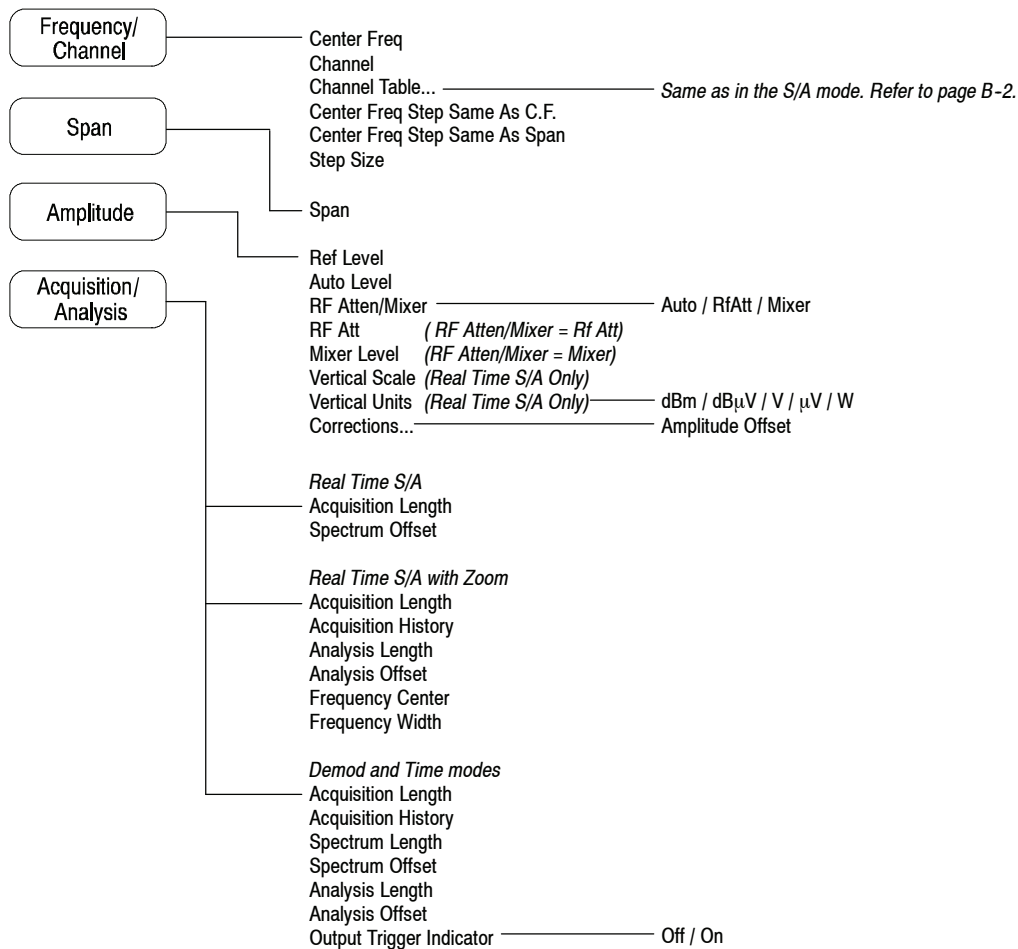 Frequency/
Channel
Center Freq
Channel
Channel Table... Same as in the S/A mode. Refer to page B-2.
Center Freq Step Same As C.F.
Center Freq Step Same As Span
Step Size
Span
Span
Amplitude
Ref Level
Auto Level
RF Atten/Mixer Auto / RfAtt / Mixer
RF Att ( RF Atten/Mixer = Rf Att)
Mixer Level (RF Atten/Mixer = Mixer)
Vertical Scale (Real Time S/A Only)
Vertical Units (Real Time S/A Only) dBm / dBμV / V / μV / W
Corrections... Amplitude Offset
Acquisition/
Analysis
Real Time S/A
Acquisition Length
Spectrum Offset
Real Time S/A with Zoom
Acquisition Length
Acquisition History
Analysis Length
Analysis Offset
Frequency Center
Frequency Width
Demod and Time modes
Acquisition Length
Acquisition History
Spectrum Length
Spectrum Offset
Analysis Length
Analysis Offset
Output Trigger Indicator Off / On